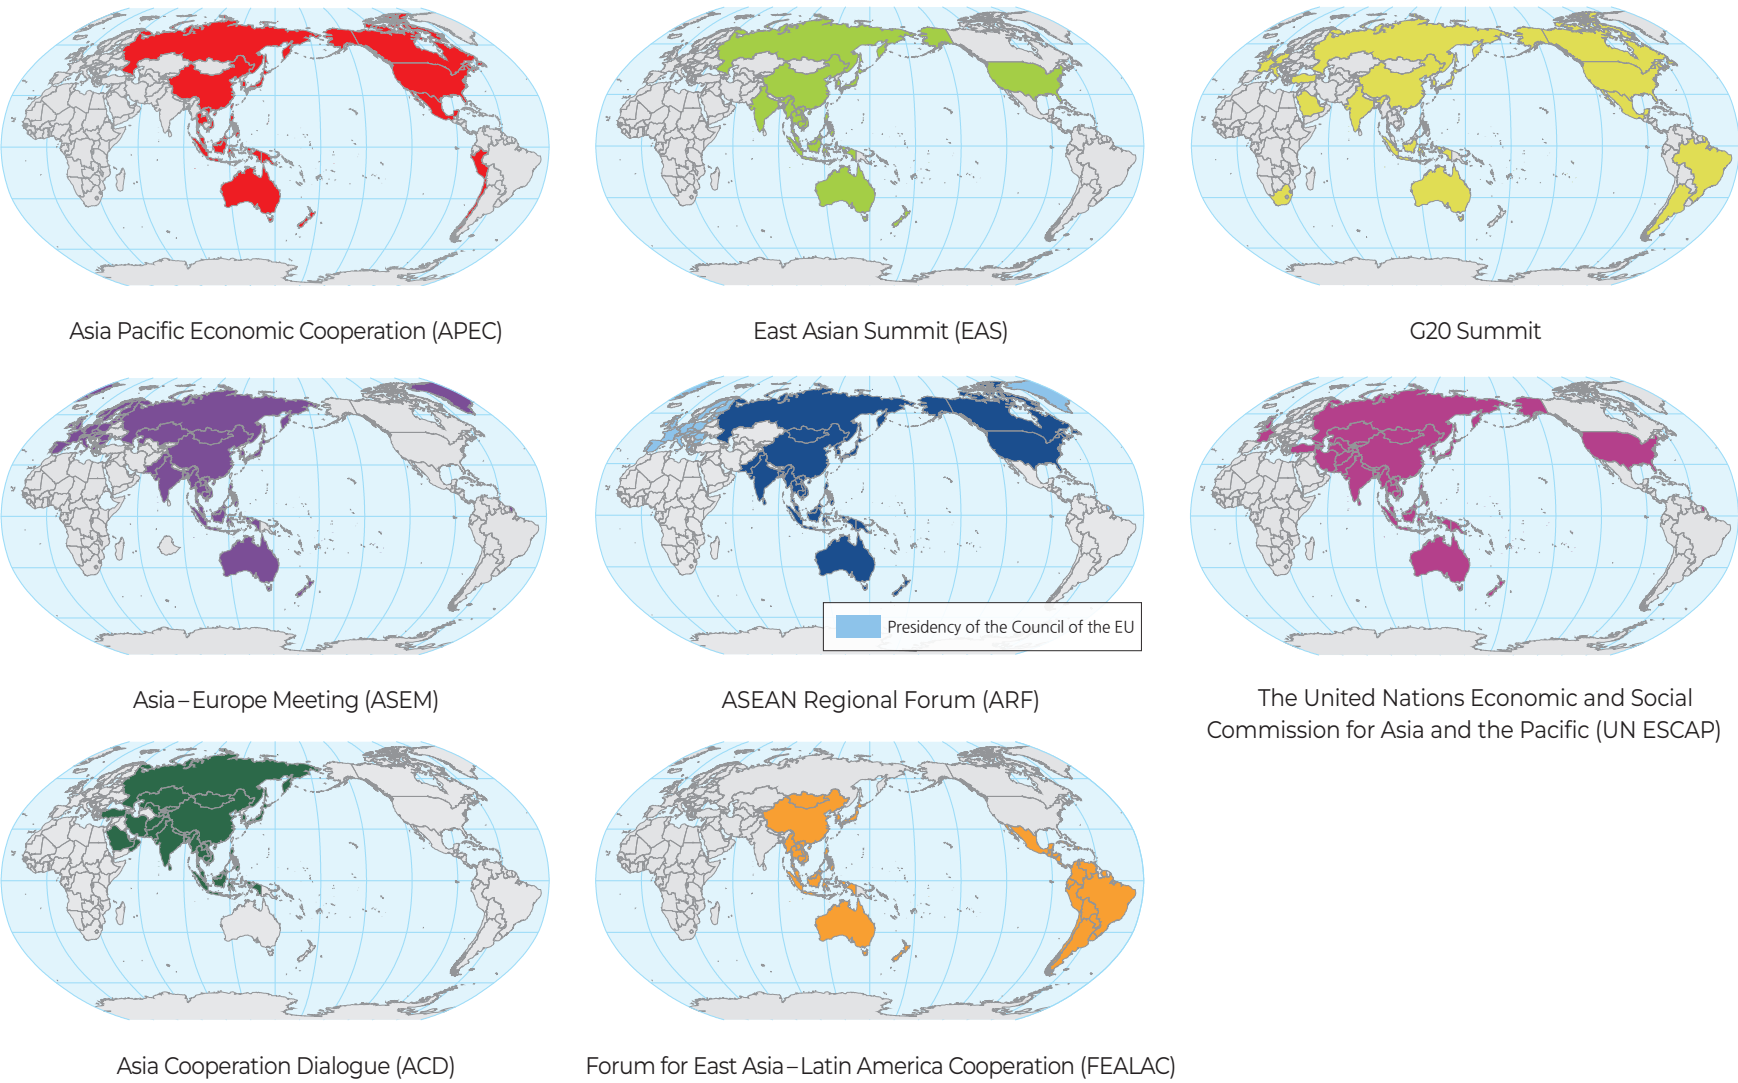 Asia Pacific Economic Cooperation (APEC)
East Asian Summit (EAS)
G20 Summit
Presidency of the Council of the EU
Asia–Europe Meeting (ASEM)
ASEAN Regional Forum (ARF)
The United Nations Economic and Social
Commission for Asia and the Pacific (UN ESCAP)
Asia Cooperation Dialogue (ACD)
Forum for East Asia–Latin America Cooperation (FEALAC)